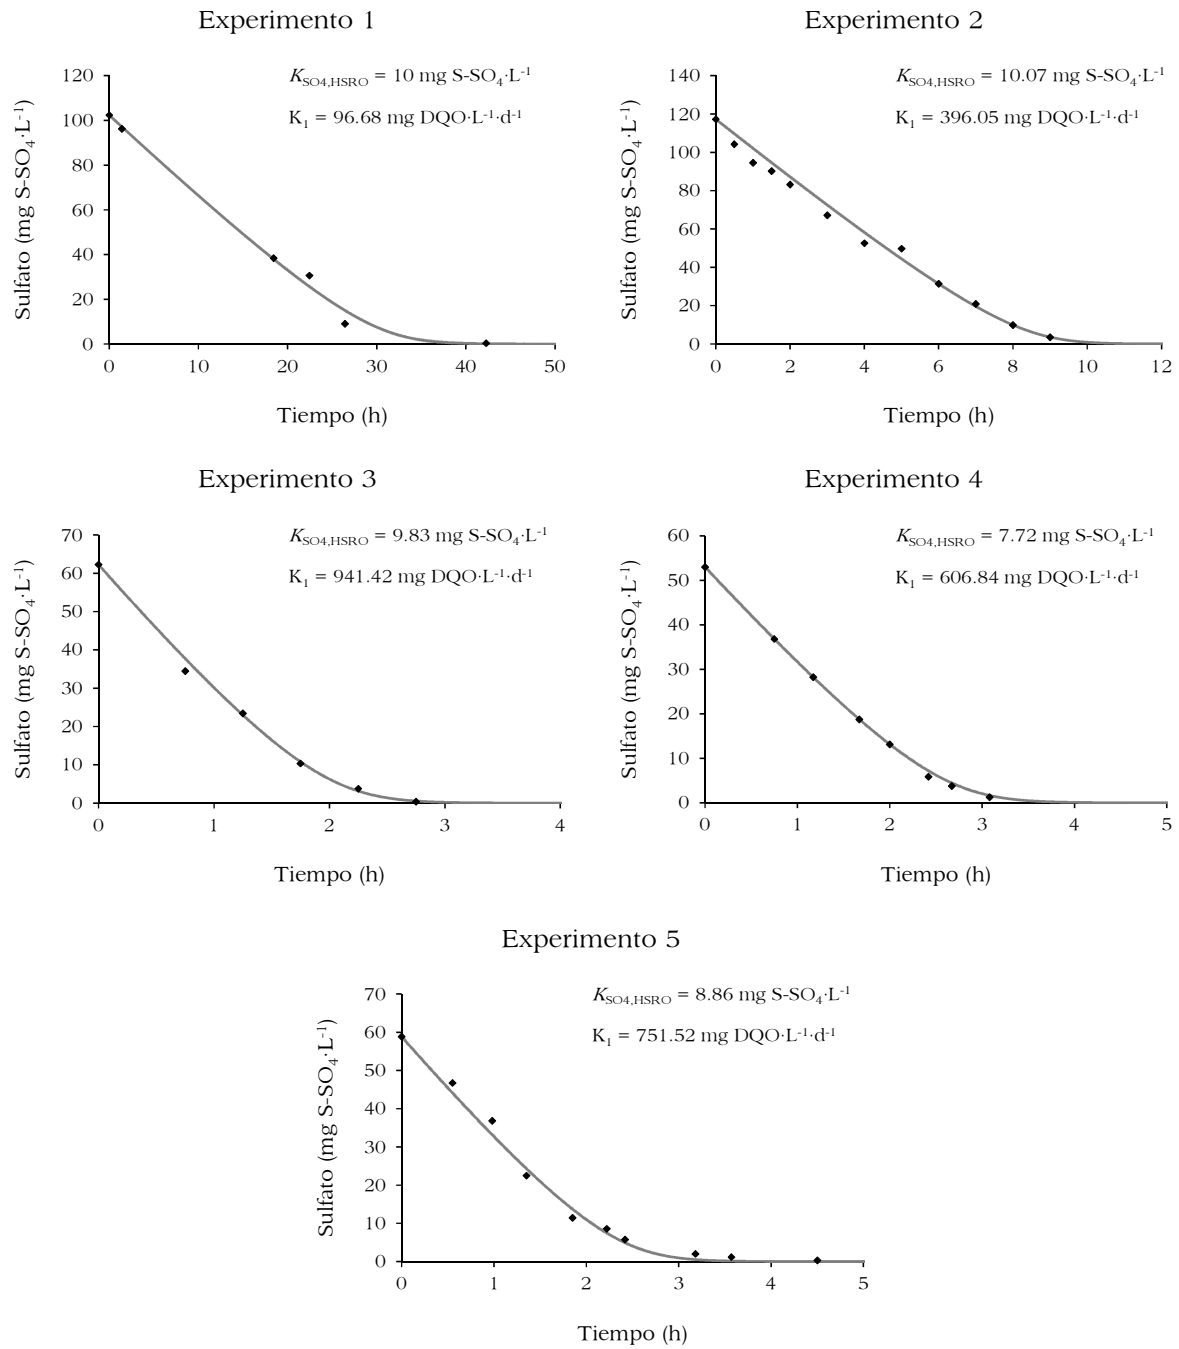 Experimento 1
K_SO4,HSRO = 10 mg S-SO4·L-1
K1 = 96.68 mg DQO·L-1·d-1
Sulfato (mg S-SO4·L-1)
120
100
80
60
40
20
0
0 10 20 30 40 50
Tiempo (h)
Experimento 2
K_SO4,HSRO = 10.07 mg S-SO4·L-1
K1 = 396.05 mg DQO·L-1·d-1
Sulfato (mg S-SO4·L-1)
140
120
100
80
60
40
20
0
0 2 4 6 8 10 12
Tiempo (h)
Experimento 3
K_SO4,HSRO = 9.83 mg S-SO4·L-1
K1 = 941.42 mg DQO·L-1·d-1
Sulfato (mg S-SO4·L-1)
70
60
50
40
30
20
10
0
0 1 2 3 4
Tiempo (h)
Experimento 4
K_SO4,HSRO = 7.72 mg S-SO4·L-1
K1 = 606.84 mg DQO·L-1·d-1
Sulfato (mg S-SO4·L-1)
60
50
40
30
20
10
0
0 1 2 3 4 5
Tiempo (h)
Experimento 5
K_SO4,HSRO = 8.86 mg S-SO4·L-1
K1 = 751.52 mg DQO·L-1·d-1
Sulfato (mg S-SO4·L-1)
70
60
50
40
30
20
10
0
0 1 2 3 4 5
Tiempo (h)